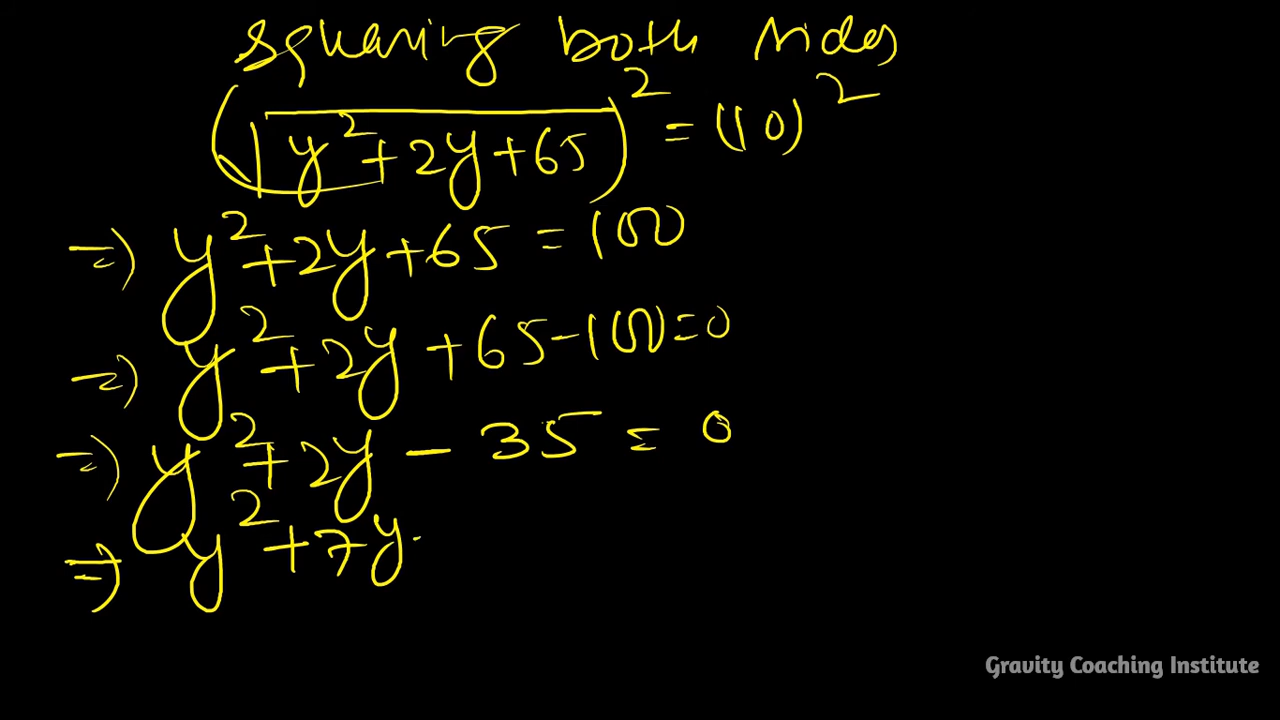 squaring both sides
(√y²+2y+65)² = (10)²
=) y²+2y+65 = 100
=) y²+2y+65-100=0
=) y²+2y-35=0
=) y²+7y-
Gravity Coaching Institute